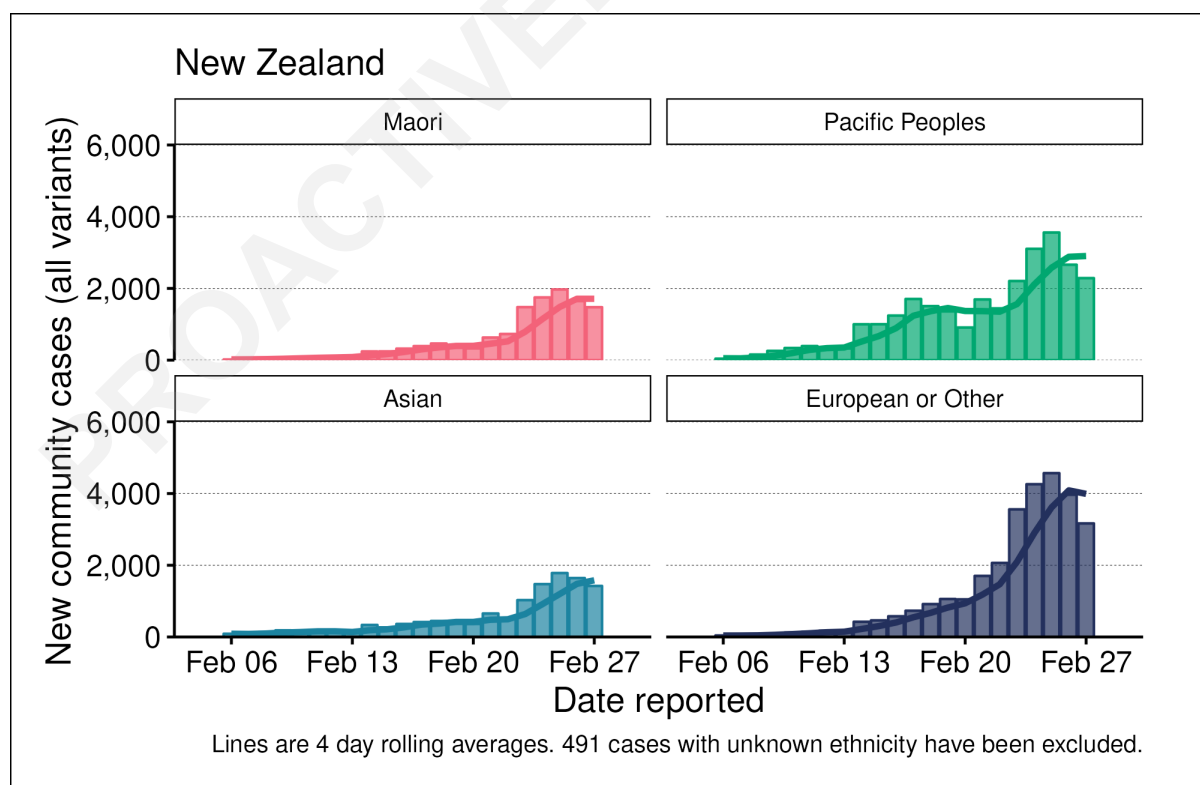 New Zealand
Maori
Pacific Peoples
6,000
4,000
2,000
0
Asian
European or Other
6,000
4,000
2,000
0
New community cases (all variants)
Feb 06 Feb 13 Feb 20 Feb 27 Feb 06 Feb 13 Feb 20 Feb 27
Date reported
Lines are 4 day rolling averages. 491 cases with unknown ethnicity have been excluded.